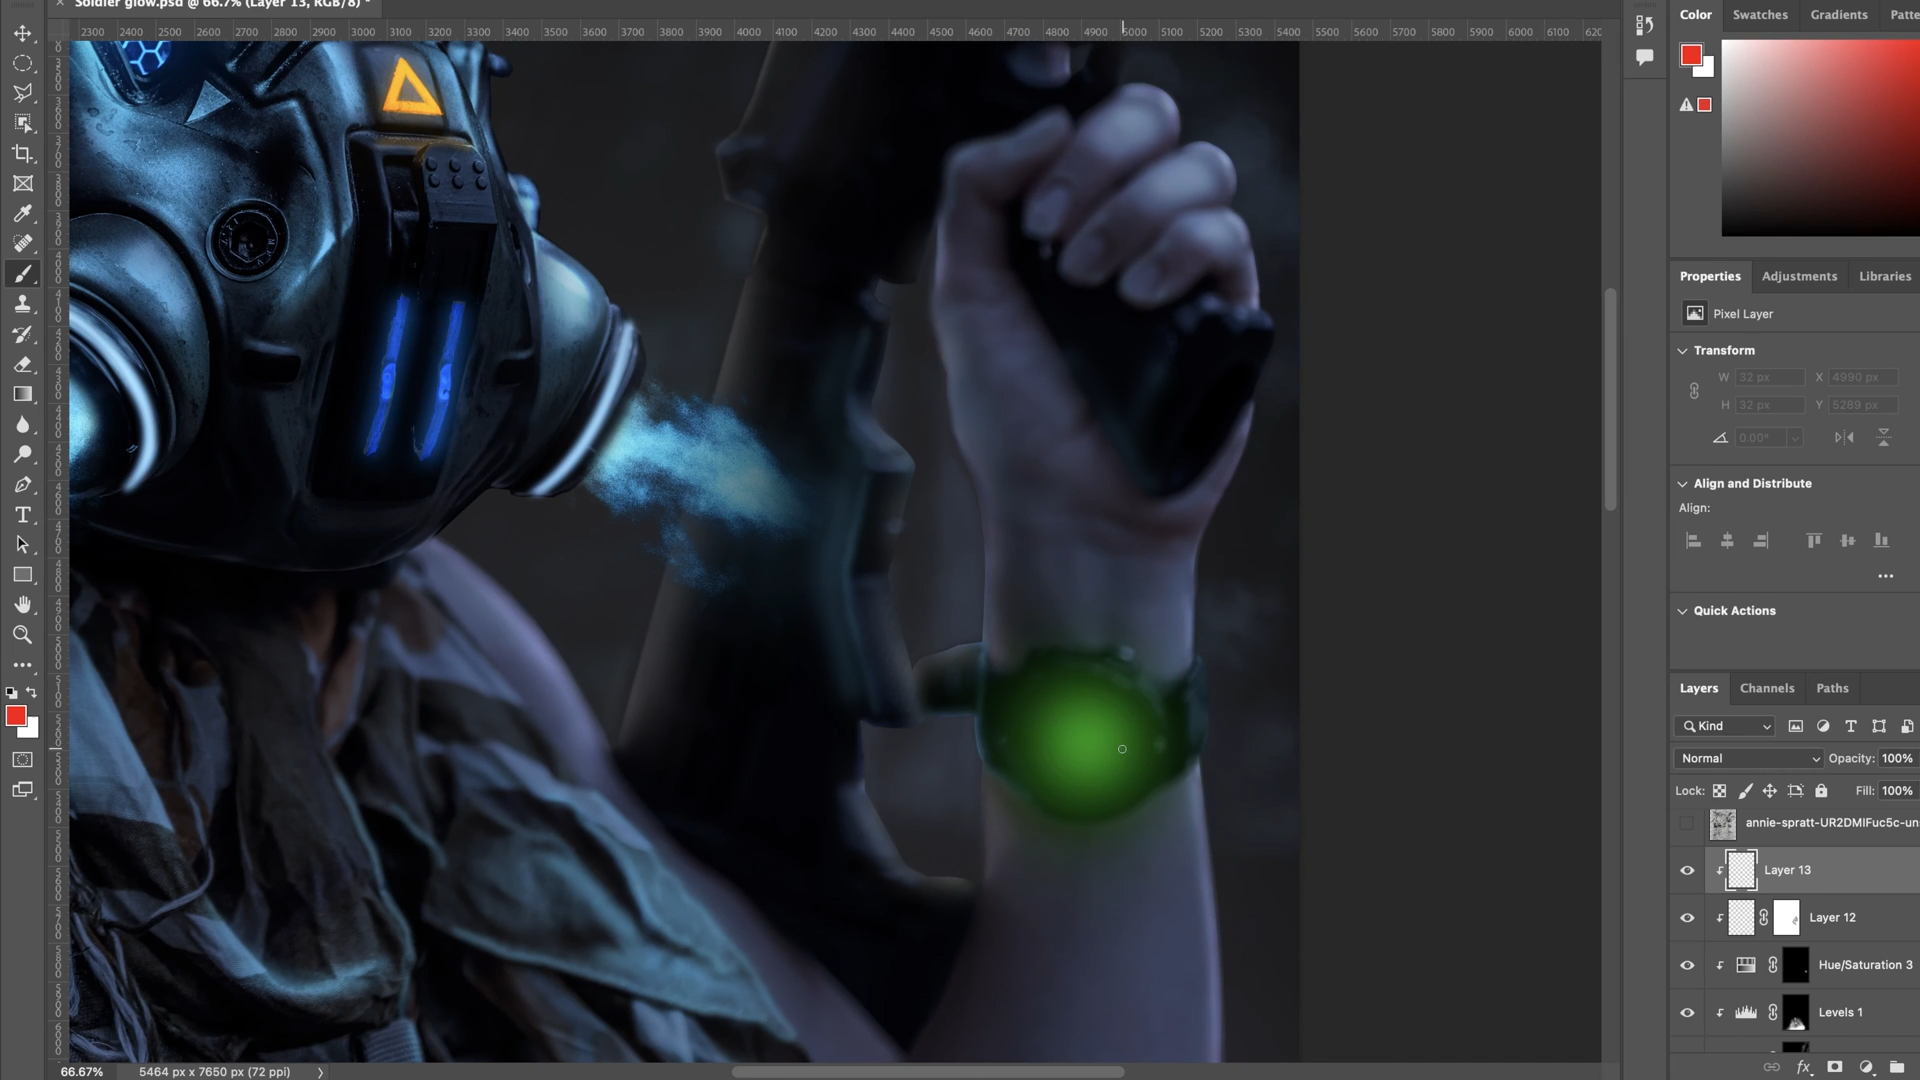 Soldier glow.psd @ 66.7% (Layer 13, RGB/8) *
2300 2400 2500 2600 2700 2800 2900 3000 3100 3200 3300 3400 3500 3600 3700 3800 3900 4000 4100 4200 4300 4400 4500 4600 4700 4800 4900 5000 5100 5200 5300 5400 5500 5600 5700 5800 5900 6000 6100 620
Color Swatches Gradients Patte
Properties Adjustments Libraries
Pixel Layer
Transform
W 32 px X 4990 px
H 32 px Y 5289 px
0.00°
Align and Distribute
Align:
Quick Actions
Layers Channels Paths
Kind
Normal Opacity: 100%
Lock: Fill: 100%
annie-spratt-UR2DMIFuc5c-un
Layer 13
Layer 12
Hue/Saturation 3
Levels 1
fx
66.67% 5464 px x 7650 px (72 ppi)